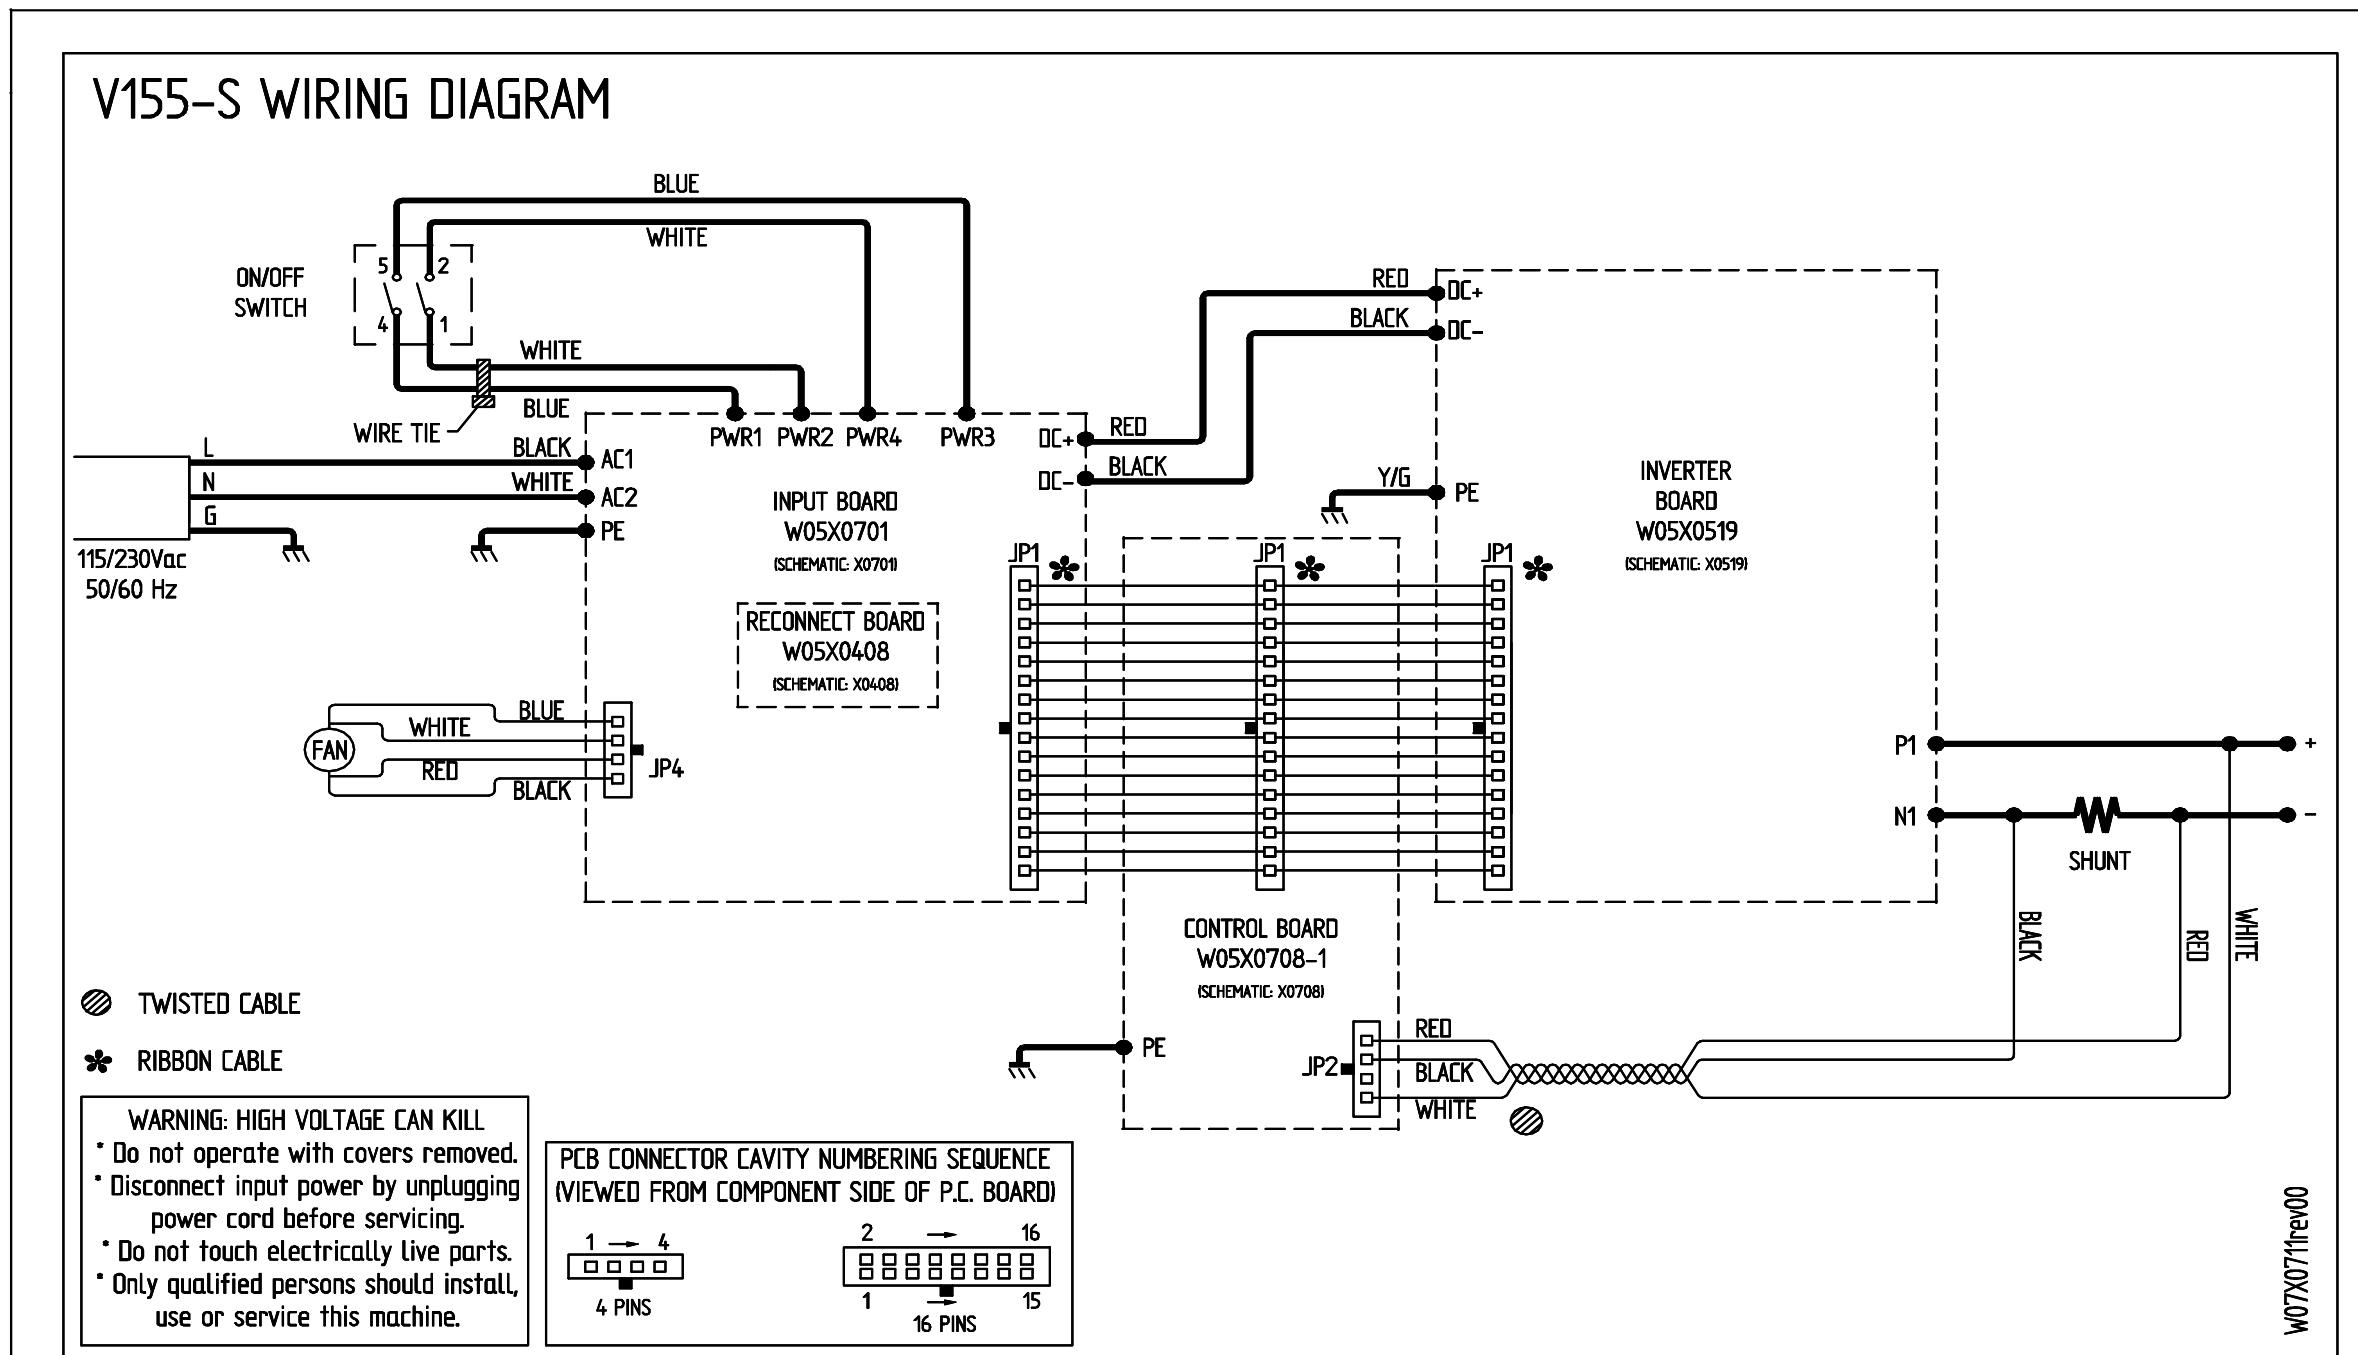 V155-S WIRING DIAGRAM
BLUE
WHITE
ON/OFF
SWITCH
5
2
4
1
WHITE
BLUE
WIRE TIE
PWR1
PWR2
PWR4
PWR3
L
BLACK
AC1
N
WHITE
AC2
G
PE
115/230Vac
50/60 Hz
DC+
RED
DC-
BLACK
INPUT BOARD
W05X0701
(SCHEMATIC: X0701)
RECONNECT BOARD
W05X0408
(SCHEMATIC: X0408)
RED
DC+
BLACK
DC-
Y/G
PE
INVERTER
BOARD
W05X0519
(SCHEMATIC: X0519)
JP1
JP1
JP1
FAN
BLUE
WHITE
RED
BLACK
JP4
P1
+
N1
-
SHUNT
BLACK
RED
WHITE
CONTROL BOARD
W05X0708-1
(SCHEMATIC: X0708)
PE
JP2
RED
BLACK
WHITE
TWISTED CABLE
RIBBON CABLE
WARNING: HIGH VOLTAGE CAN KILL
* Do not operate with covers removed.
* Disconnect input power by unplugging
power cord before servicing.
* Do not touch electrically live parts.
* Only qualified persons should install,
use or service this machine.
PCB CONNECTOR CAVITY NUMBERING SEQUENCE
(VIEWED FROM COMPONENT SIDE OF P.C. BOARD)
1
4
4 PINS
2
16
1
15
16 PINS
W07X0711rev00